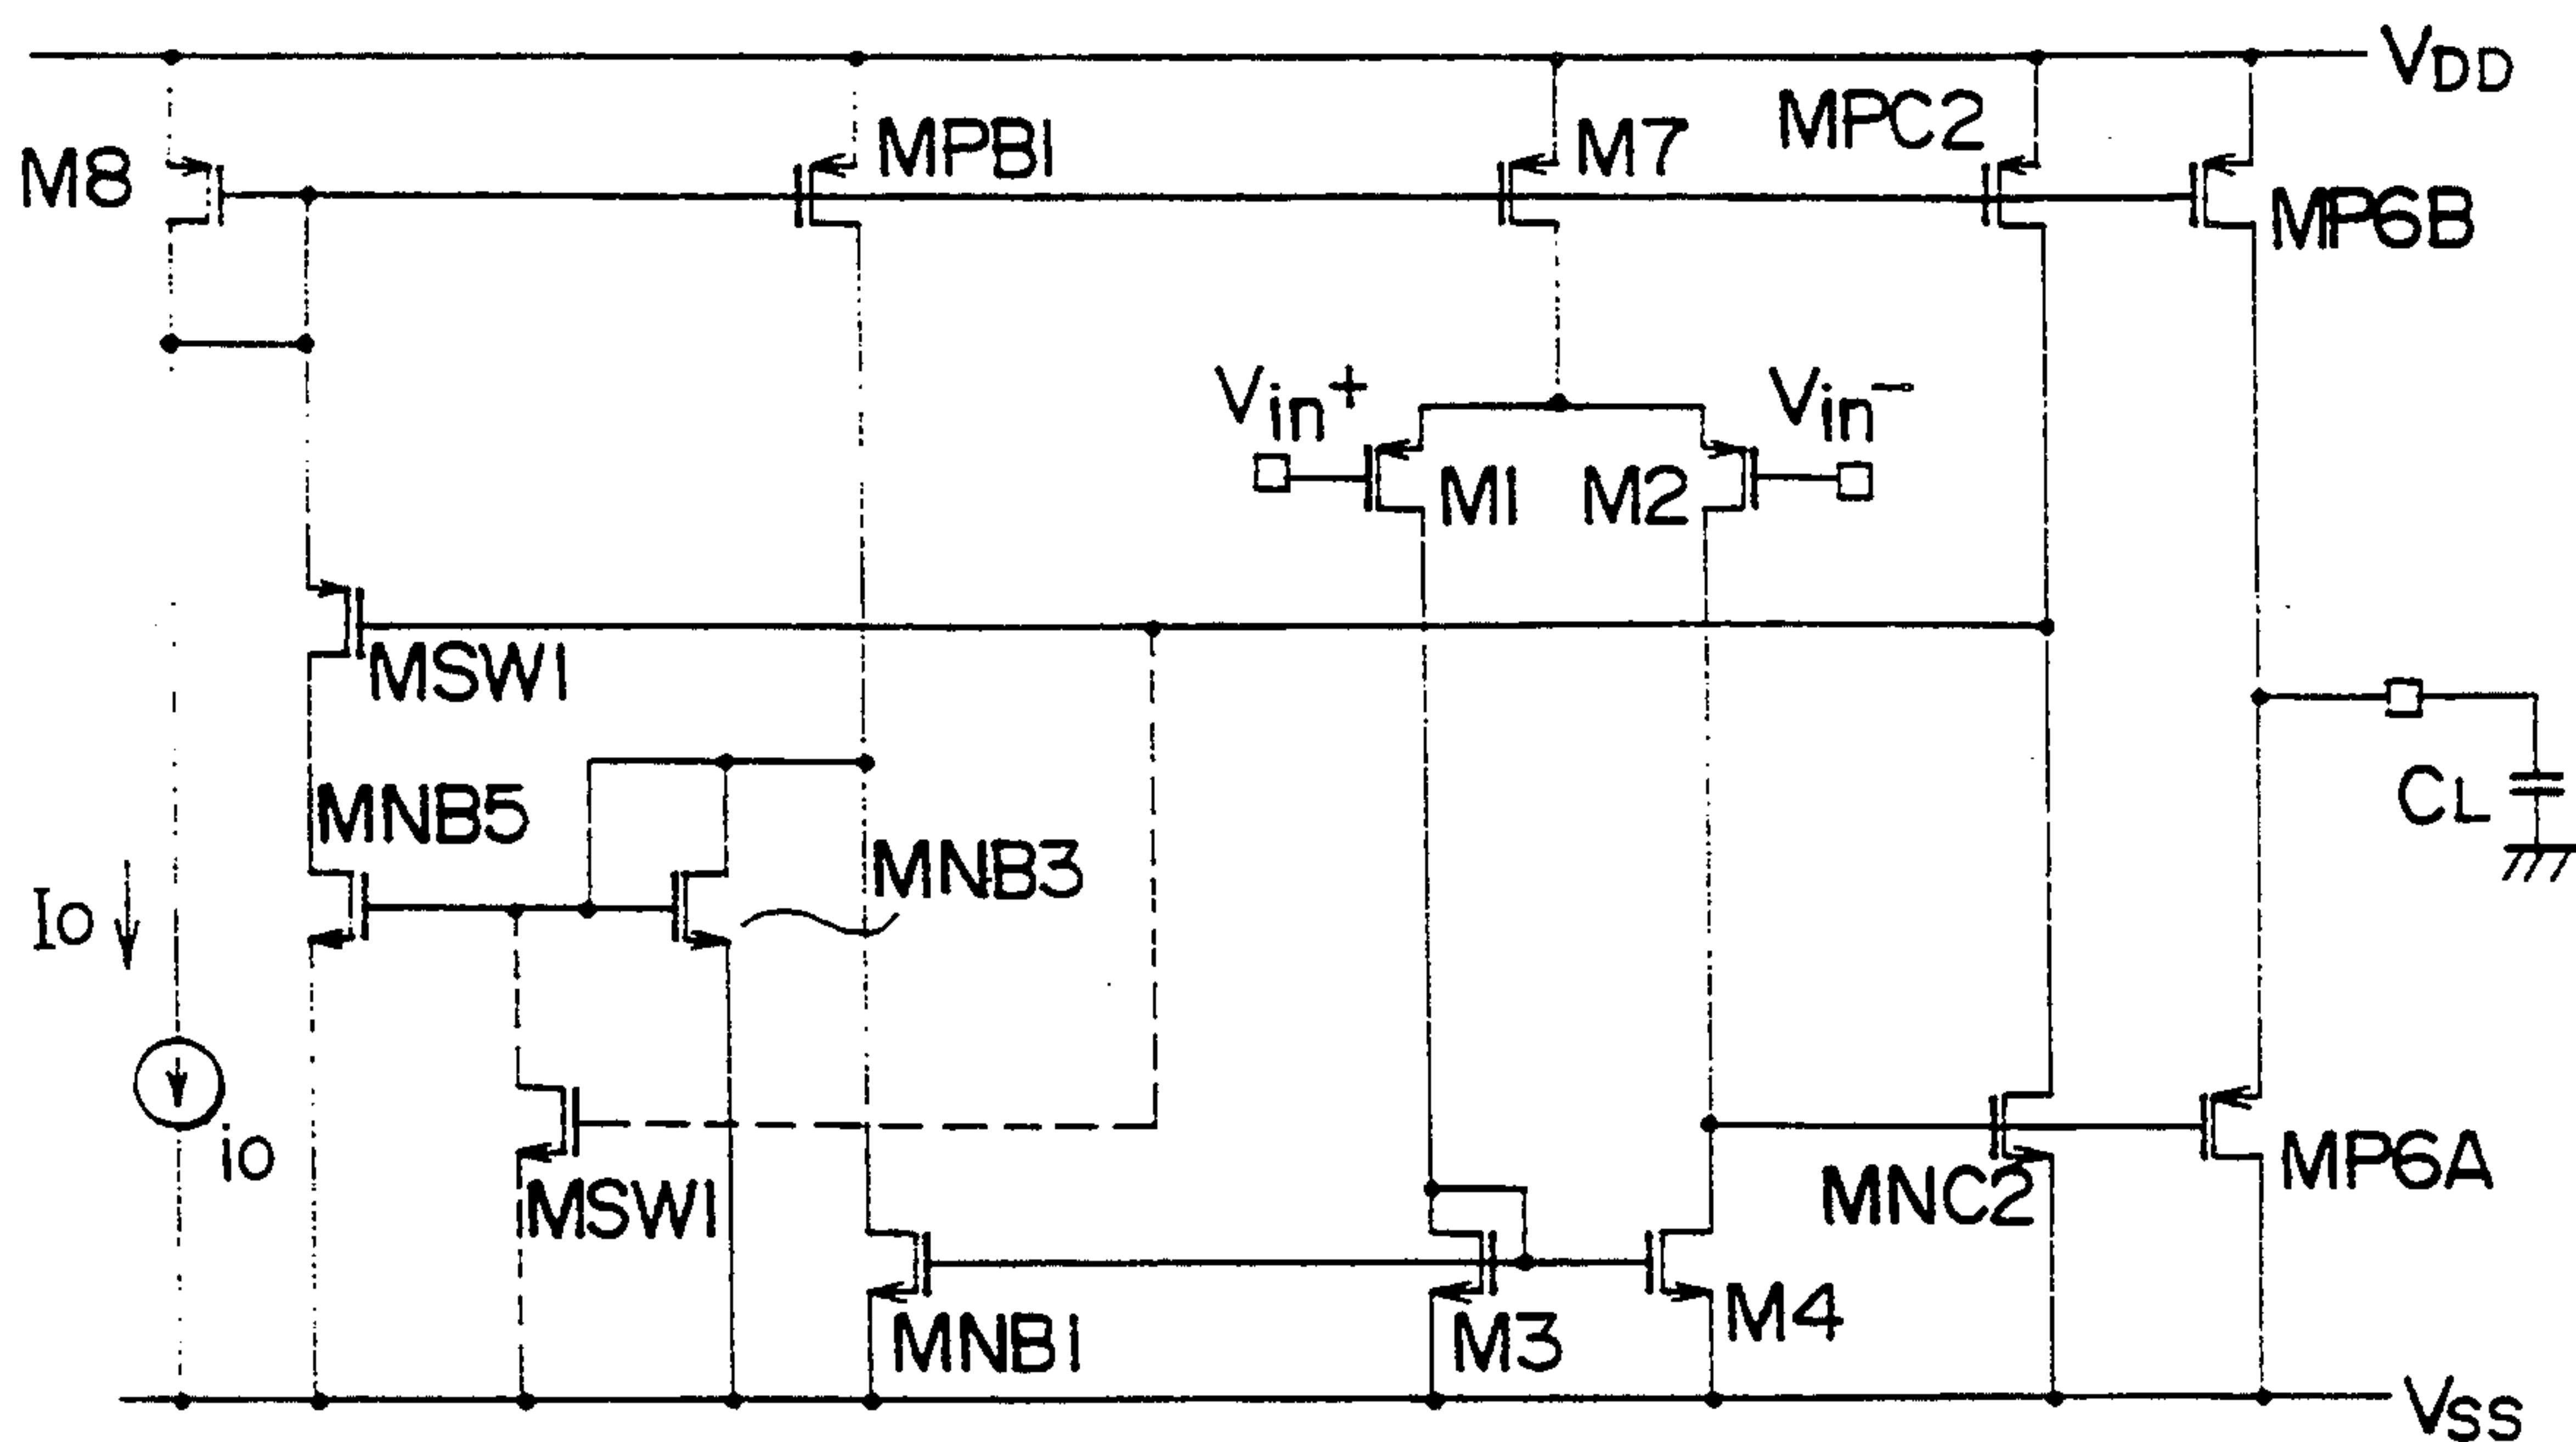 VDD
M8
MPB1
M7
MPC2
MP6B
Vin+
Vin-
M1
M2
MSW1
MNB5
MNB3
CL
Io
io
MSW1
MNC2
MP6A
MNB1
M3
M4
VSS